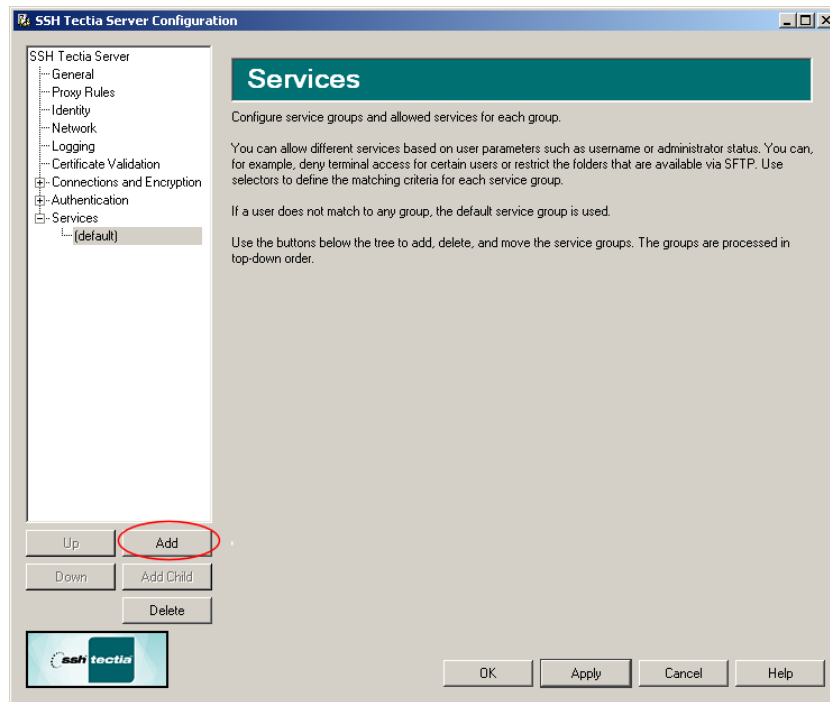 SSH Tectia Server Configuration
SSH Tectia Server
General
Proxy Rules
Identity
Network
Logging
Certificate Validation
Connections and Encryption
Authentication
Services
(default)
Services
Configure service groups and allowed services for each group.
You can allow different services based on user parameters such as username or administrator status. You can,
for example, deny terminal access for certain users or restrict the folders that are available via SFTP. Use
selectors to define the matching criteria for each service group.
If a user does not match to any group, the default service group is used.
Use the buttons below the tree to add, delete, and move the service groups. The groups are processed in
top-down order.
Up
Add
Down
Add Child
Delete
ssh tectia
OK
Apply
Cancel
Help